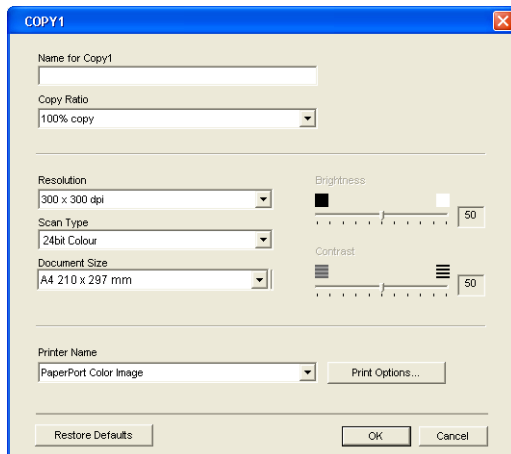 COPY1
Name for Copy1
Copy Ratio
100% copy
Resolution
300 x 300 dpi
Scan Type
24bit Colour
Document Size
A4 210 x 297 mm
Brightness
50
Contrast
50
Printer Name
PaperPort Color Image
Print Options...
Restore Defaults
OK
Cancel